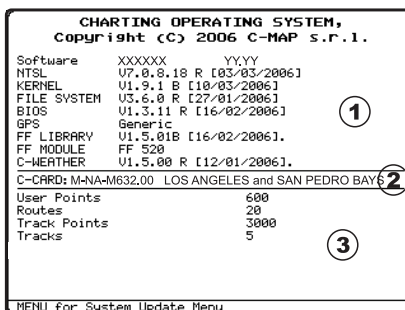 CHARTING OPERATING SYSTEM,
Copyright (C) 2006 C-MAP s.r.l.
Software XXXXXX YY.YY
NTSL V7.0.8.18 R [03/03/2006]
KERNEL V1.9.1 B [10/03/2006]
FILE SYSTEM V3.6.0 R [27/01/2006]
BIOS V1.3.11 R [16/02/2006]
GPS Generic
FF LIBRARY V1.5.01B [16/02/2006].
FF MODULE FF 520
C-WEATHER V1.5.00 R [12/01/2006].
1
C-CARD: M-NA-M632.00 LOS ANGELES and SAN PEDRO BAYS 2
User Points 600
Routes 20
Track Points 3000
Tracks 5
3
MENU for System Update Menu